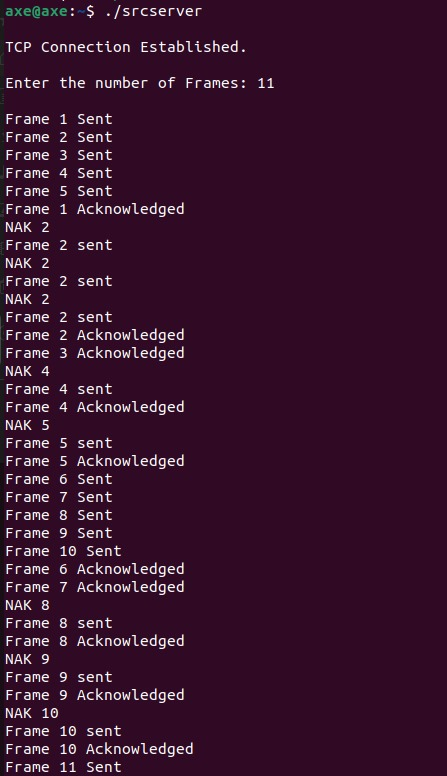 axe@axe:~$ ./srcserver
TCP Connection Established.
Enter the number of Frames: 11
Frame 1 Sent
Frame 2 Sent
Frame 3 Sent
Frame 4 Sent
Frame 5 Sent
Frame 1 Acknowledged
NAK 2
Frame 2 sent
NAK 2
Frame 2 sent
NAK 2
Frame 2 sent
Frame 2 Acknowledged
Frame 3 Acknowledged
NAK 4
Frame 4 sent
Frame 4 Acknowledged
NAK 5
Frame 5 sent
Frame 5 Acknowledged
Frame 6 Sent
Frame 7 Sent
Frame 8 Sent
Frame 9 Sent
Frame 10 Sent
Frame 6 Acknowledged
Frame 7 Acknowledged
NAK 8
Frame 8 sent
Frame 8 Acknowledged
NAK 9
Frame 9 sent
Frame 9 Acknowledged
NAK 10
Frame 10 sent
Frame 10 Acknowledged
Frame 11 Sent